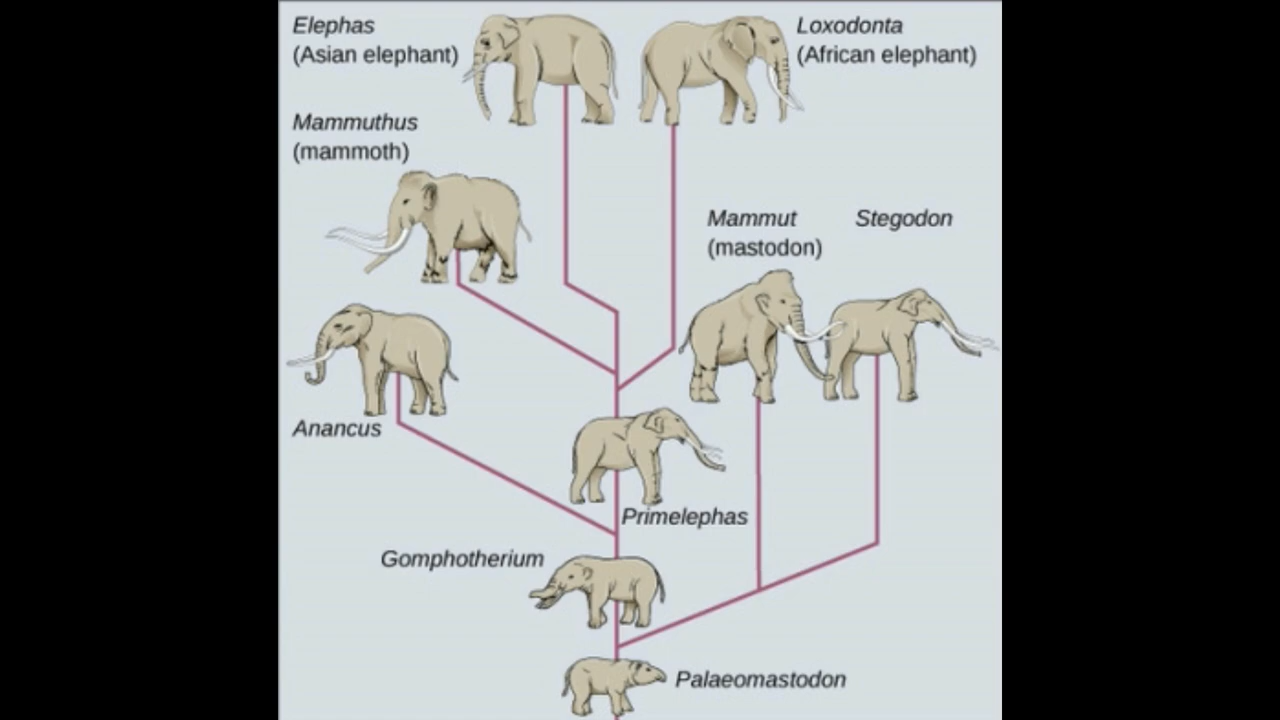 Elephas
(Asian elephant)
Loxodonta
(African elephant)
Mammuthus
(mammoth)
Mammut
(mastodon)
Stegodon
Anancus
Primelephas
Gomphotherium
Palaeomastodon